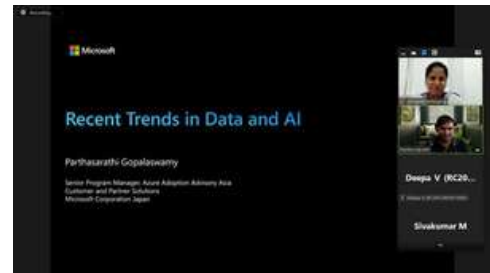 Recording...
Microsoft
Recent Trends in Data and AI
Parthasarathi Gopalaswamy
Senior Program Manager, Azure Adoption Advisory Asia
Customer and Partner Solutions
Microsoft Corporation Japan
Deepa V (RC20...
Sivakumar M